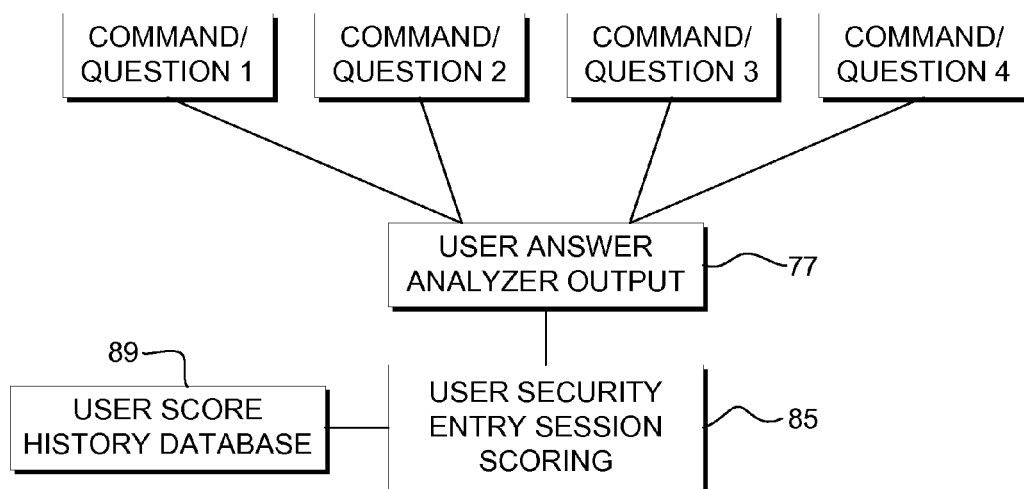 COMMAND/
QUESTION 1
COMMAND/
QUESTION 2
COMMAND/
QUESTION 3
COMMAND/
QUESTION 4
USER ANSWER
ANALYZER OUTPUT
77
89
USER SCORE
HISTORY DATABASE
USER SECURITY
ENTRY SESSION
SCORING
85